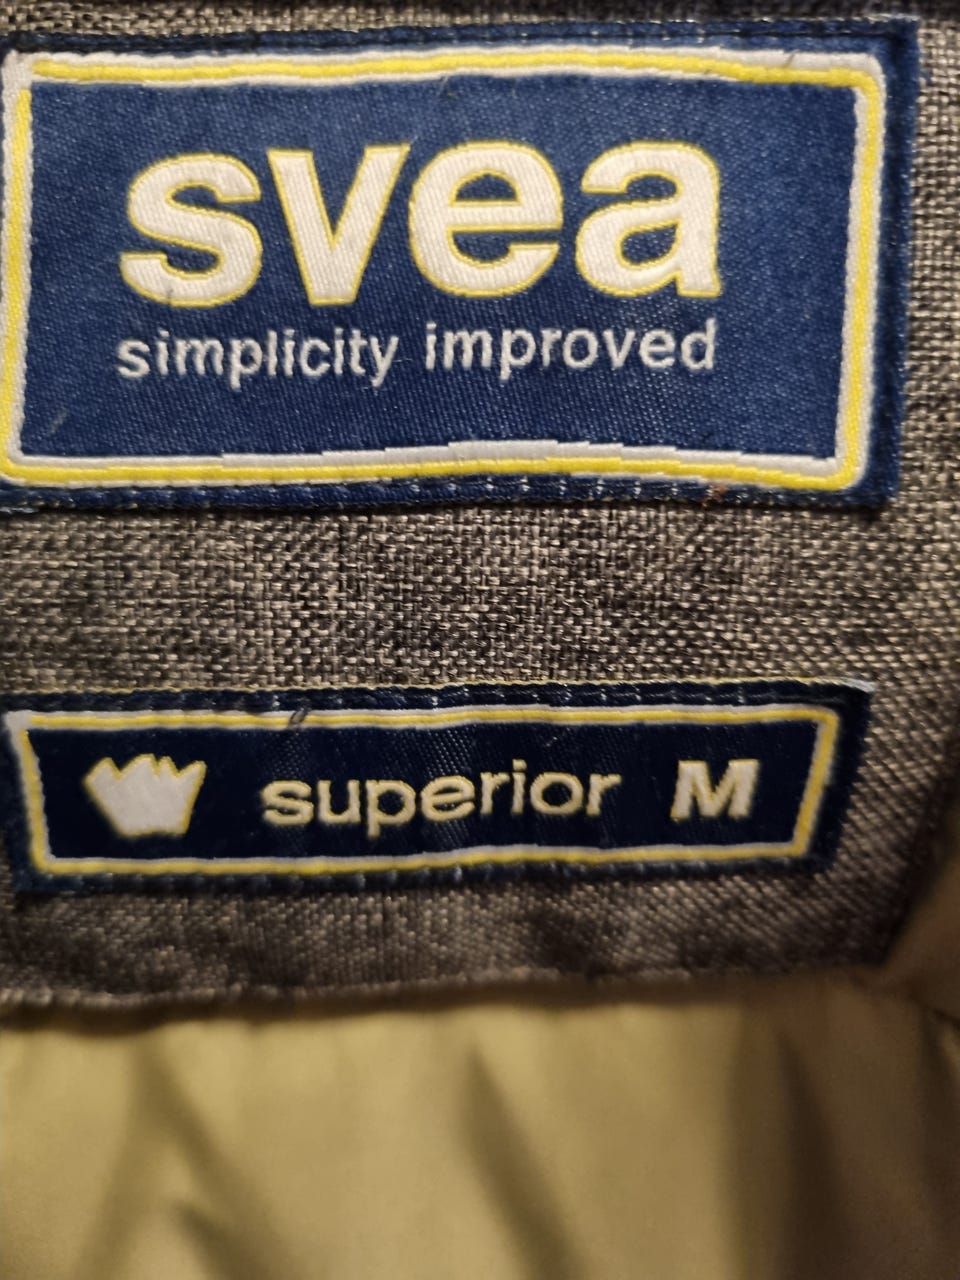 svea
simplicity improved
superior M